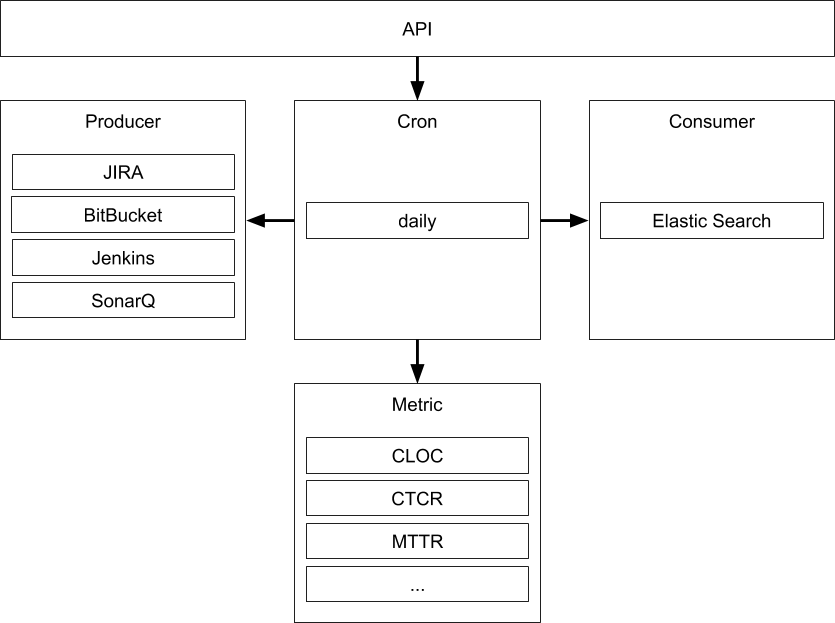 API
Producer
JIRA
BitBucket
Jenkins
SonarQ
Cron
daily
Consumer
Elastic Search
Metric
CLOC
CTCR
MTTR
...